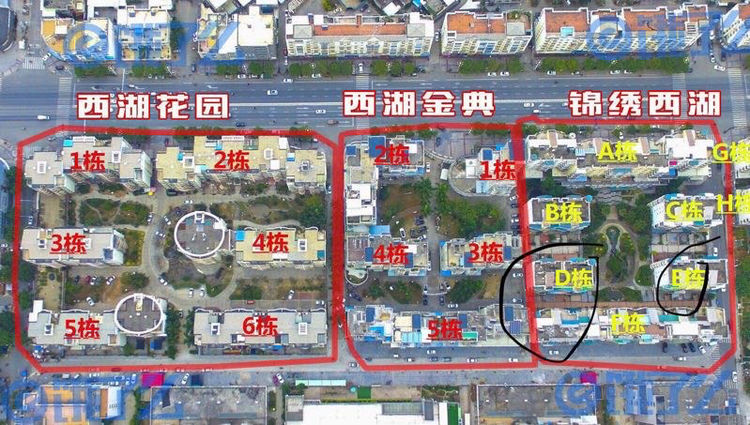 西湖花园 西湖金典 锦绣西湖
1栋 2栋 2栋 1栋 A栋 G栋
B栋 C栋 H栋
3栋 4栋 4栋 3栋 D栋 E栋
5栋 6栋 5栋 F栋